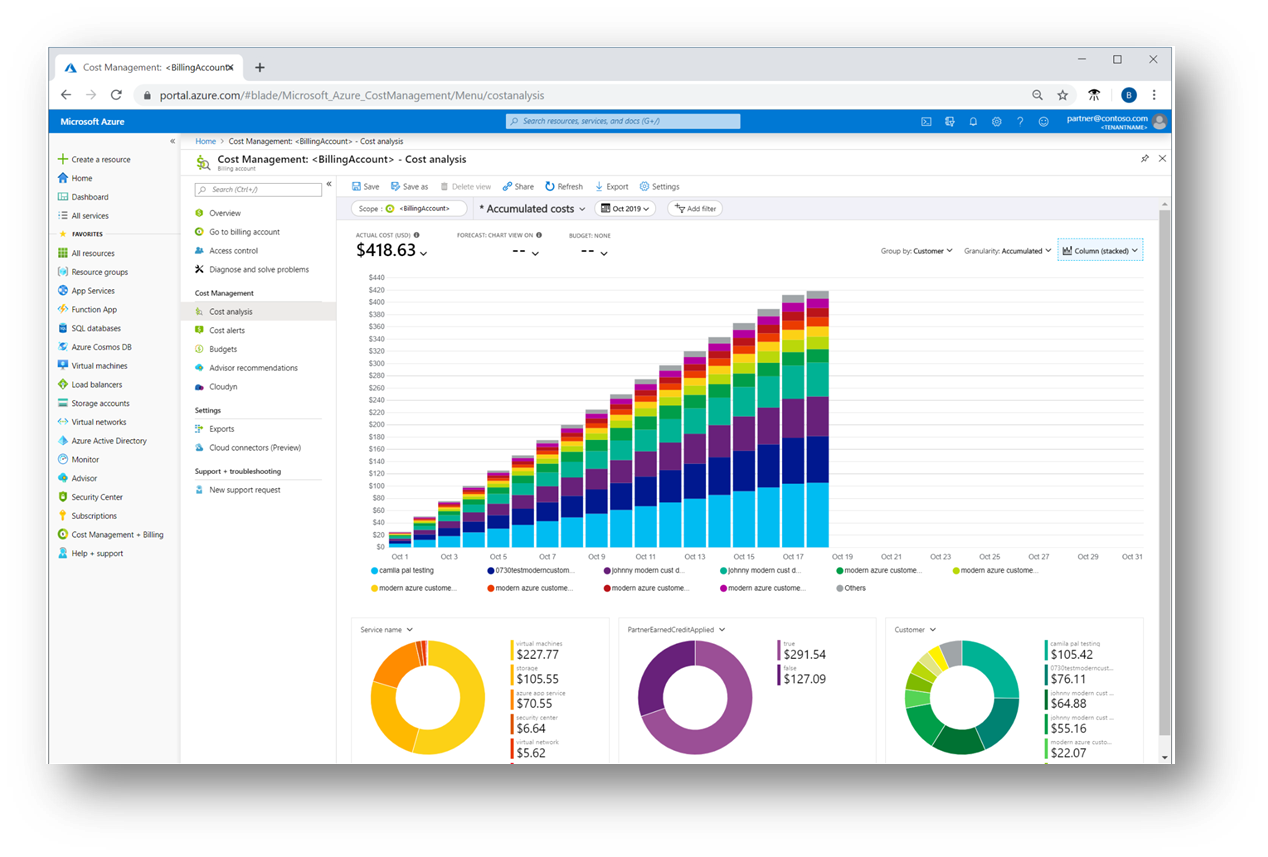 Cost Management: <BillingAccount
portal.azure.com/#blade/Microsoft_Azure_CostManagement/Menu/costanalysis
B
Microsoft Azure
Search resources, services, and docs (G+/)
partner@contoso.com
<TENANTNAME>
Home > Cost Management: <BillingAccount> - Cost analysis
Cost Management: <BillingAccount> - Cost analysis
Billing account
Create a resource
Home
Dashboard
All services
FAVORITES
All resources
Resource groups
App Services
Function App
SQL databases
Azure Cosmos DB
Virtual machines
Load balancers
Storage accounts
Virtual networks
Azure Active Directory
Monitor
Advisor
Security Center
Subscriptions
Cost Management + Billing
Help + support
Search (Ctrl+/)
Overview
Go to billing account
Access control
Diagnose and solve problems
Cost Management
Cost analysis
Cost alerts
Budgets
Advisor recommendations
Cloudyn
Settings
Exports
Cloud connectors (Preview)
Support + troubleshooting
New support request
Save Save as Delete view Share Refresh Export Settings
Scope : <BillingAccount> * Accumulated costs Oct 2019 Add filter
ACTUAL COST (USD) FORECAST: CHART VIEW ON BUDGET: NONE
$418.63 -- --
Group by: Customer Granularity: Accumulated Column (stacked)
$440
$420
$400
$380
$360
$340
$320
$300
$280
$260
$240
$220
$200
$180
$160
$140
$120
$100
$80
$60
$40
$20
$0
Oct 1 Oct 3 Oct 5 Oct 7 Oct 9 Oct 11 Oct 13 Oct 15 Oct 17 Oct 19 Oct 21 Oct 23 Oct 25 Oct 27 Oct 29 Oct 31
camila pal testing 0730testmoderncustom... johnny modern cust d... johnny modern cust d... modern azure custome... modern azure custome...
modern azure custome... modern azure custome... modern azure custome... modern azure custome... Others
Service name
virtual machines
$227.77
storage
$105.55
azure app service
$70.55
security center
$6.64
virtual network
$5.62
PartnerEarnedCreditApplied
true
$291.54
false
$127.09
Customer
camila pal testing
$105.42
0730testmoderncust...
$76.11
johnny modern cust ...
$64.88
johnny modern cust ...
$55.16
modern azure custo...
$22.07